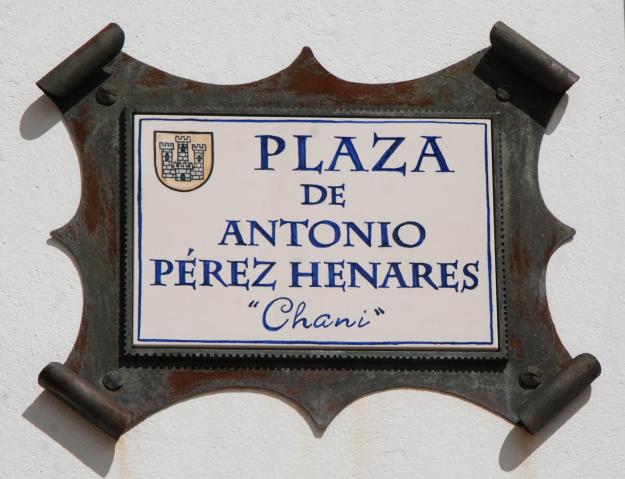 PLAZA
DE
ANTONIO
PÉREZ HENARES
"Chani"